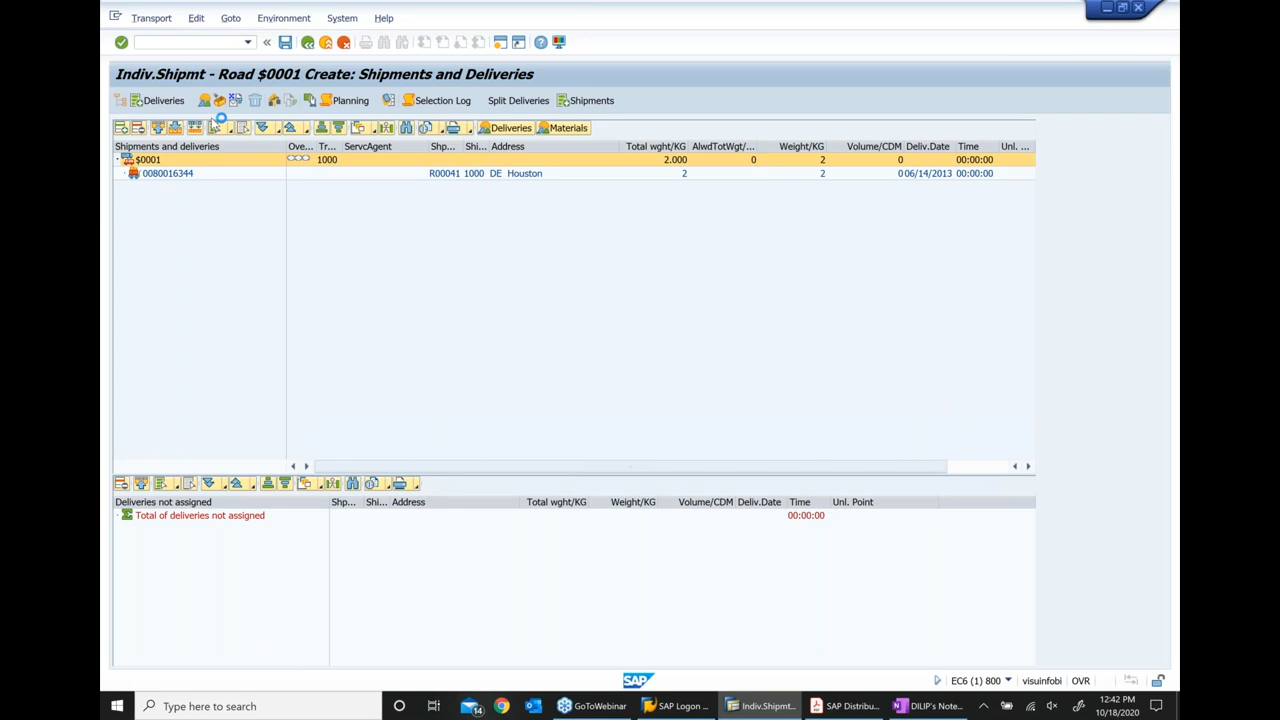 Transport Edit Goto Environment System Help
Indiv.Shipmt - Road $0001 Create: Shipments and Deliveries
Deliveries Planning Selection Log Split Deliveries Shipments
Deliveries Materials
Shipments and deliveries Ove... Tr... ServcAgent Shp... Shi... Address Total wght/KG AlwdTotWgt/... Weight/KG Volume/CDM Deliv.Date Time Unl. ...
$0001 1000 2.000 0 2 0 00:00:00
0080016344 R00041 1000 DE Houston 2 2 0 06/14/2013 00:00:00
Deliveries not assigned Shp... Shi... Address Total wght/KG Weight/KG Volume/CDM Deliv.Date Time Unl. Point
Total of deliveries not assigned 00:00:00
SAP EC6 (1) 800 visuinfobi OVR
Type here to search 14 GoToWebinar SAP Logon ... Indiv.Shipmt... SAP Distribu... DILIP's Note... 12:42 PM
10/18/2020